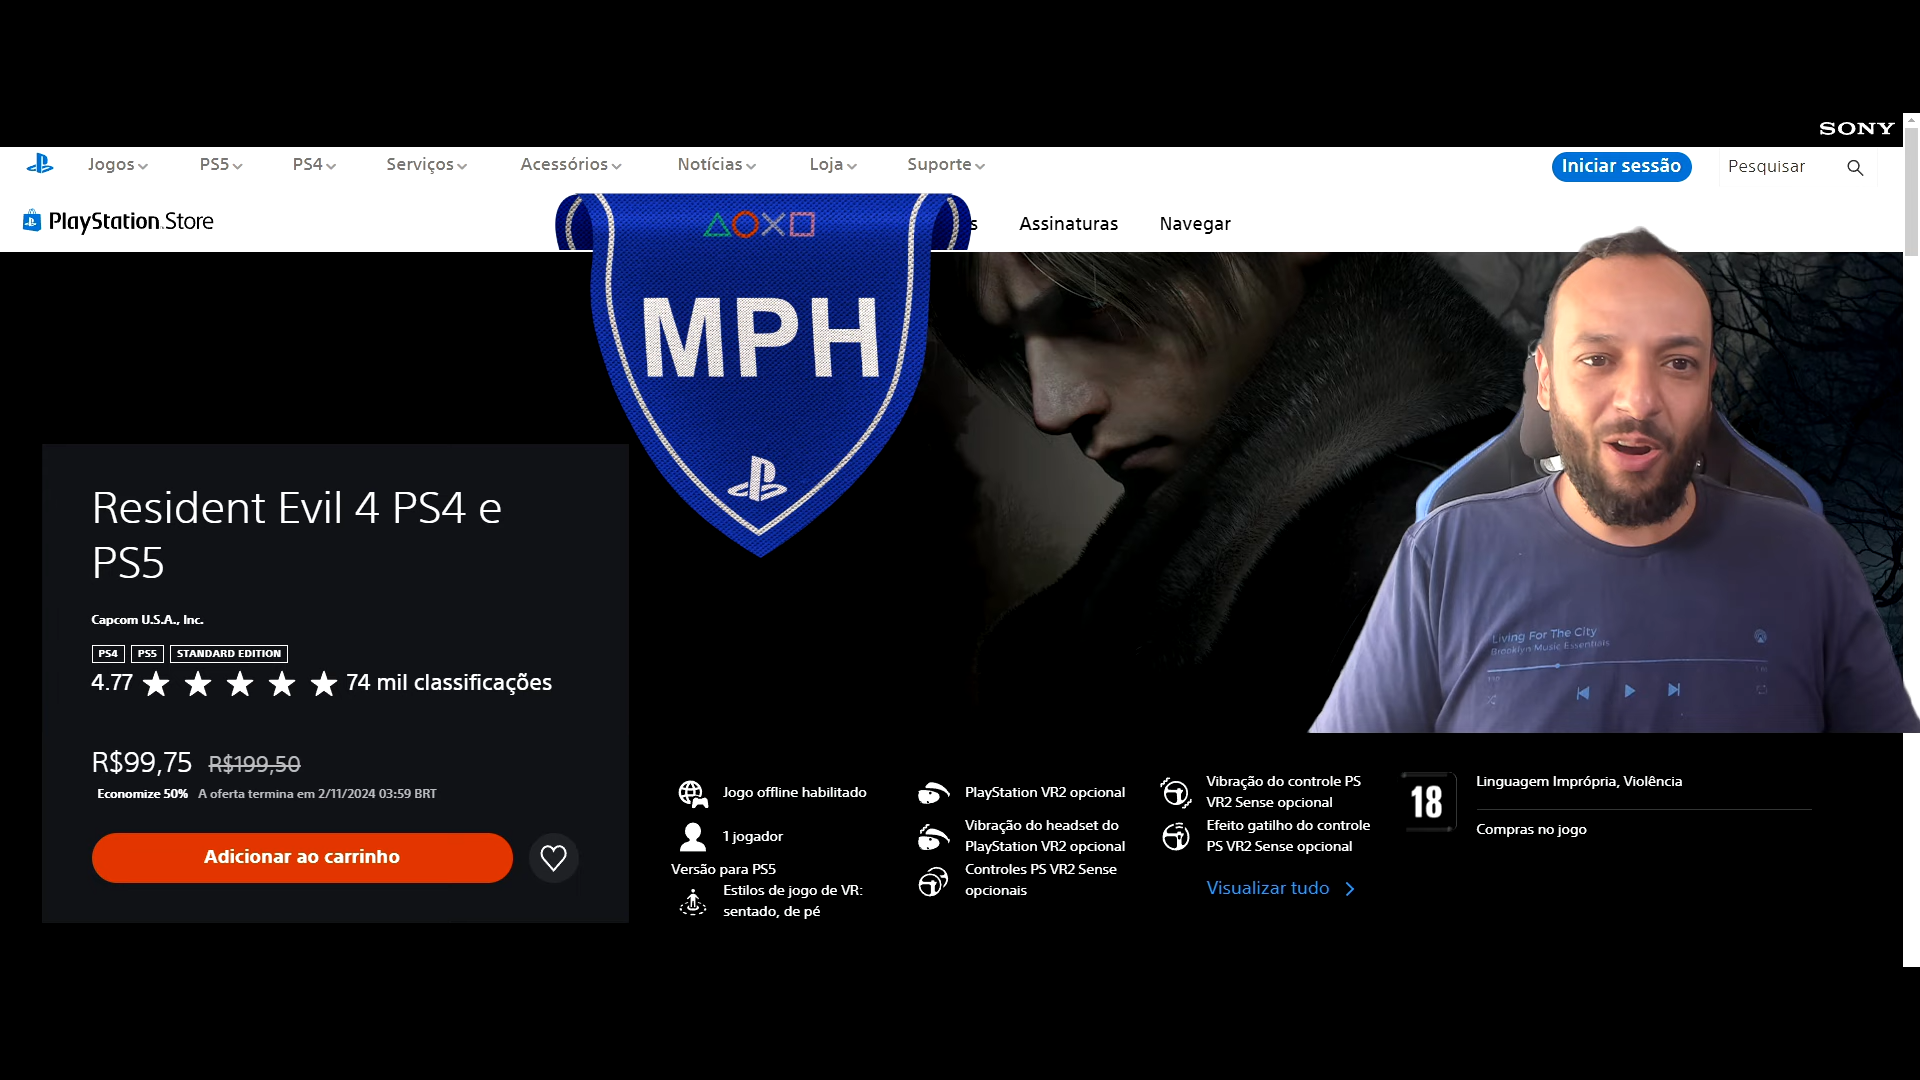 SONY
Jogos
PS5
PS4
Serviços
Acessórios
Notícias
Loja
Suporte
Iniciar sessão
Pesquisar
PlayStation Store
s
Assinaturas
Navegar
MPH
Resident Evil 4 PS4 e
PS5
Capcom U.S.A., Inc.
PS4
PS5
STANDARD EDITION
4.77
74 mil classificações
R$99,75 R$199,50
Economize 50% A oferta termina em 2/11/2024 03:59 BRT
Adicionar ao carrinho
Jogo offline habilitado
1 jogador
Versão para PS5
Estilos de jogo de VR:
sentado, de pé
PlayStation VR2 opcional
Vibração do headset do
PlayStation VR2 opcional
Controles PS VR2 Sense
opcionais
Vibração do controle PS
VR2 Sense opcional
Efeito gatilho do controle
PS VR2 Sense opcional
Visualizar tudo
18
Linguagem Imprópria, Violência
Compras no jogo
Living For The City
Brooklyn Music Essentials